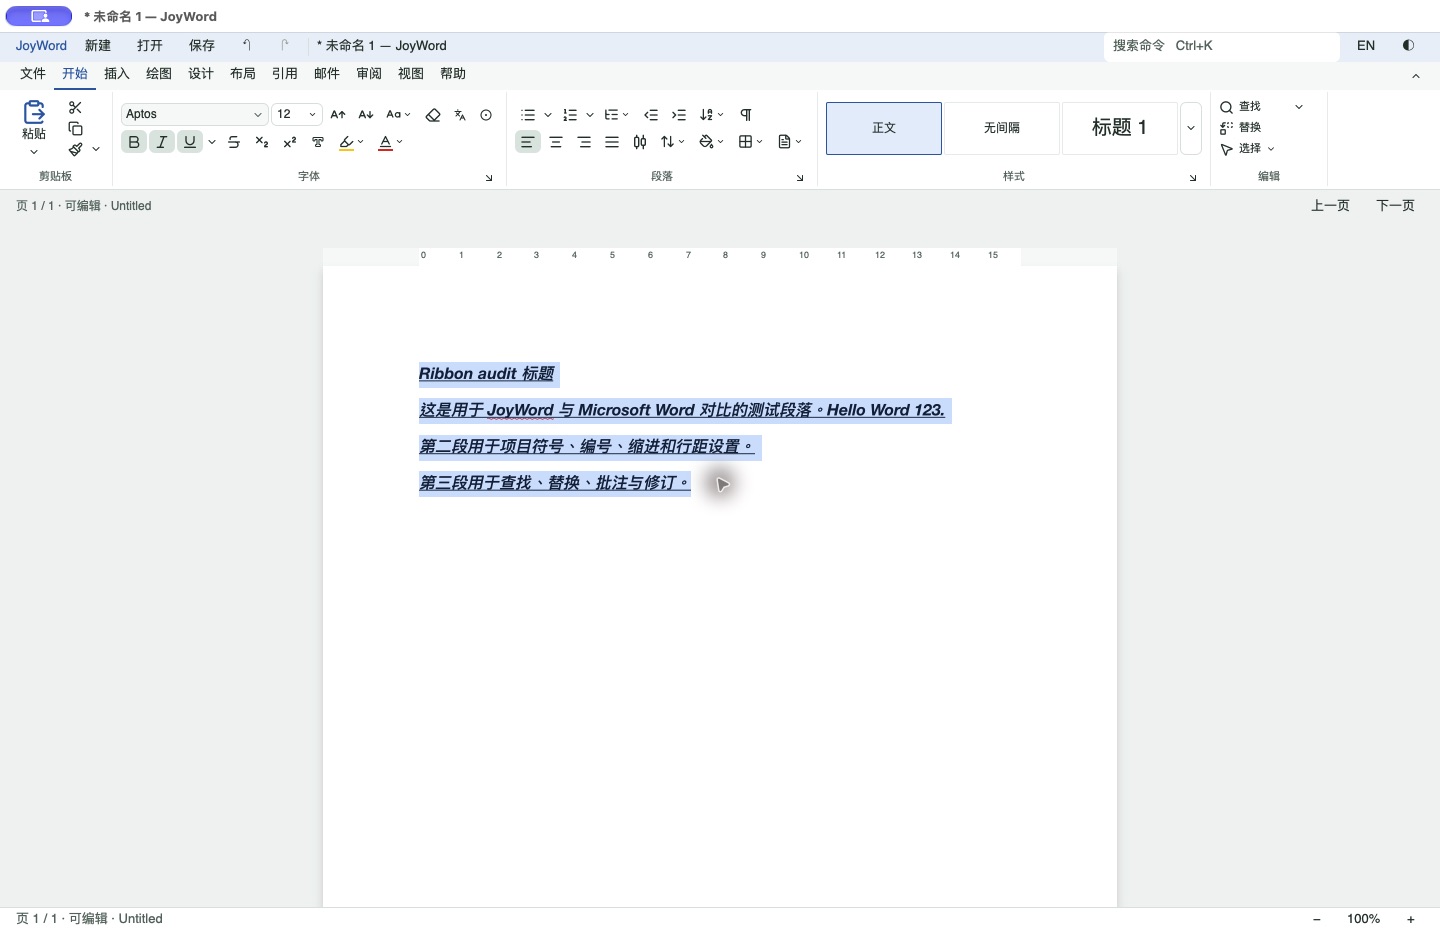 * 未命名 1 — JoyWord
JoyWord 新建 打开 保存 * 未命名 1 — JoyWord 搜索命令 Ctrl+K EN
文件 开始 插入 绘图 设计 布局 引用 邮件 审阅 视图 帮助
粘贴
剪贴板
Aptos 12 Aa
B I U S X₂ X² A
字体
段落
正文 无间隔 标题 1
样式
查找
替换
选择
编辑
页 1 / 1 · 可编辑 · Untitled 上一页 下一页
0 1 2 3 4 5 6 7 8 9 10 11 12 13 14 15
Ribbon audit 标题
这是用于 JoyWord 与 Microsoft Word 对比的测试段落。Hello Word 123.
第二段用于项目符号、编号、缩进和行距设置。
第三段用于查找、替换、批注与修订。
页 1 / 1 · 可编辑 · Untitled − 100% +